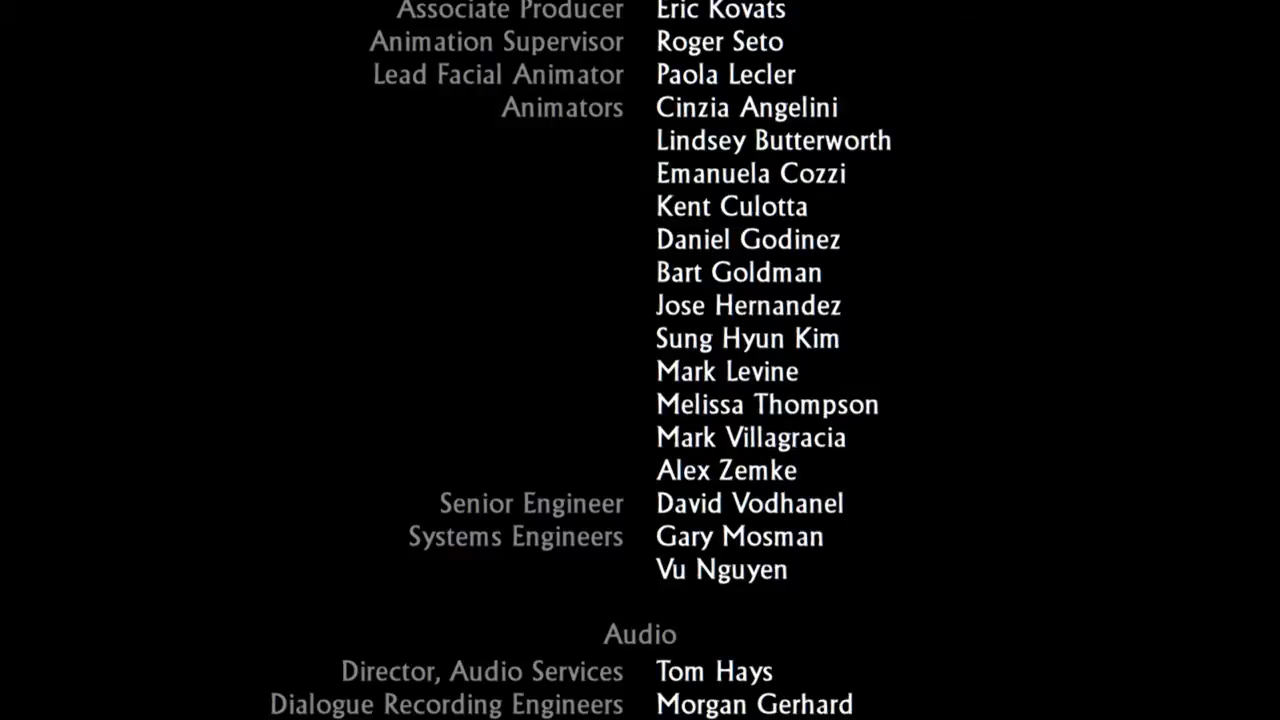 Associate Producer Eric Kovats
Animation Supervisor Roger Seto
Lead Facial Animator Paola Lecler
Animators Cinzia Angelini
Lindsey Butterworth
Emanuela Cozzi
Kent Culotta
Daniel Godinez
Bart Goldman
Jose Hernandez
Sung Hyun Kim
Mark Levine
Melissa Thompson
Mark Villagracia
Alex Zemke
Senior Engineer David Vodhanel
Systems Engineers Gary Mosman
Vu Nguyen
Audio
Director, Audio Services Tom Hays
Dialogue Recording Engineers Morgan Gerhard